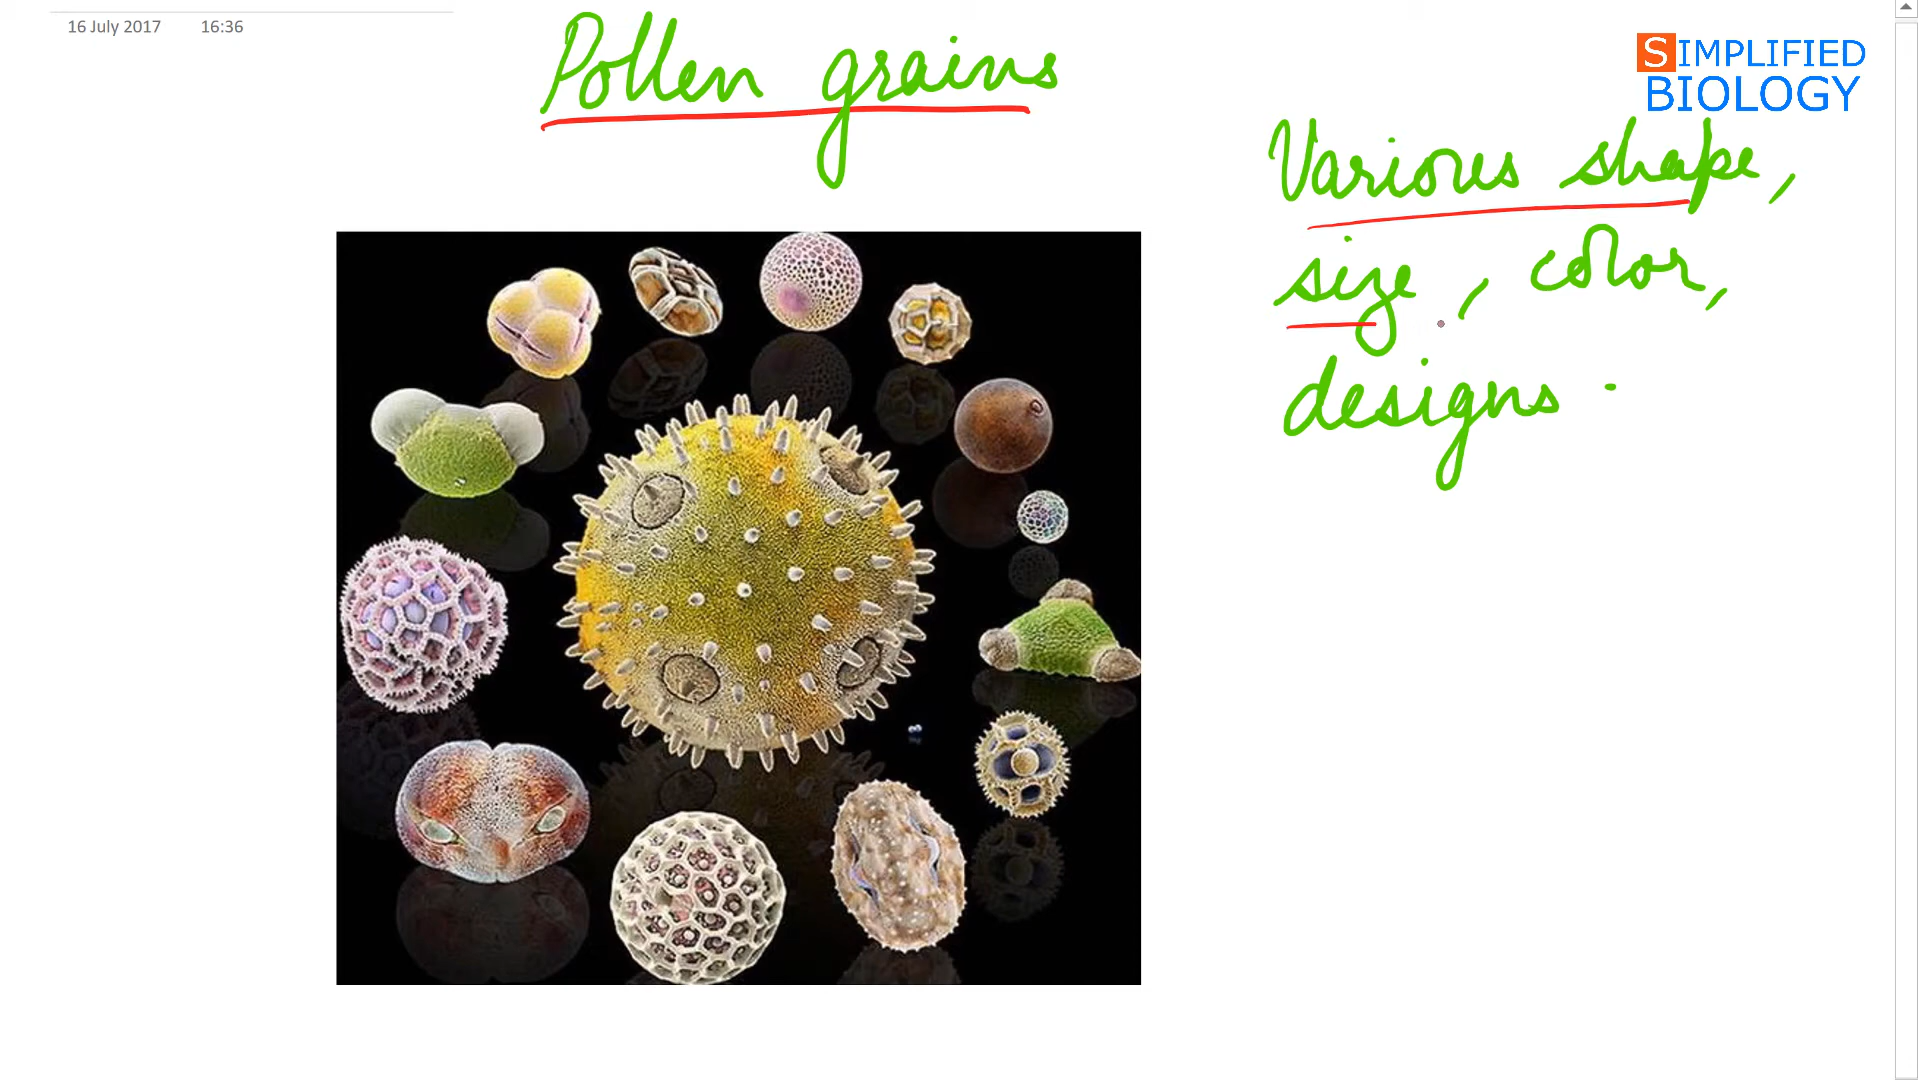 16 July 2017 16:36
Pollen grains
SIMPLIFIED
BIOLOGY
Various shape,
size, color,
designs.